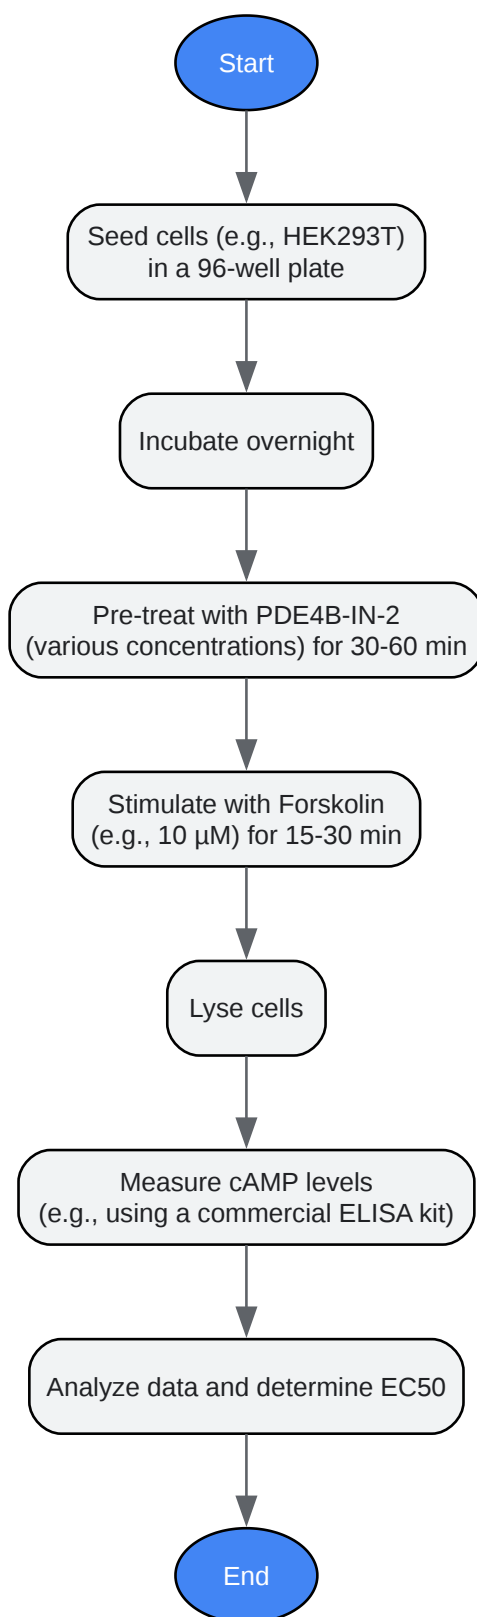 Start
Seed cells (e.g., HEK293T)
in a 96-well plate
Incubate overnight
Pre-treat with PDE4B-IN-2
(various concentrations) for 30-60 min
Stimulate with Forskolin
(e.g., 10 µM) for 15-30 min
Lyse cells
Measure cAMP levels
(e.g., using a commercial ELISA kit)
Analyze data and determine EC50
End